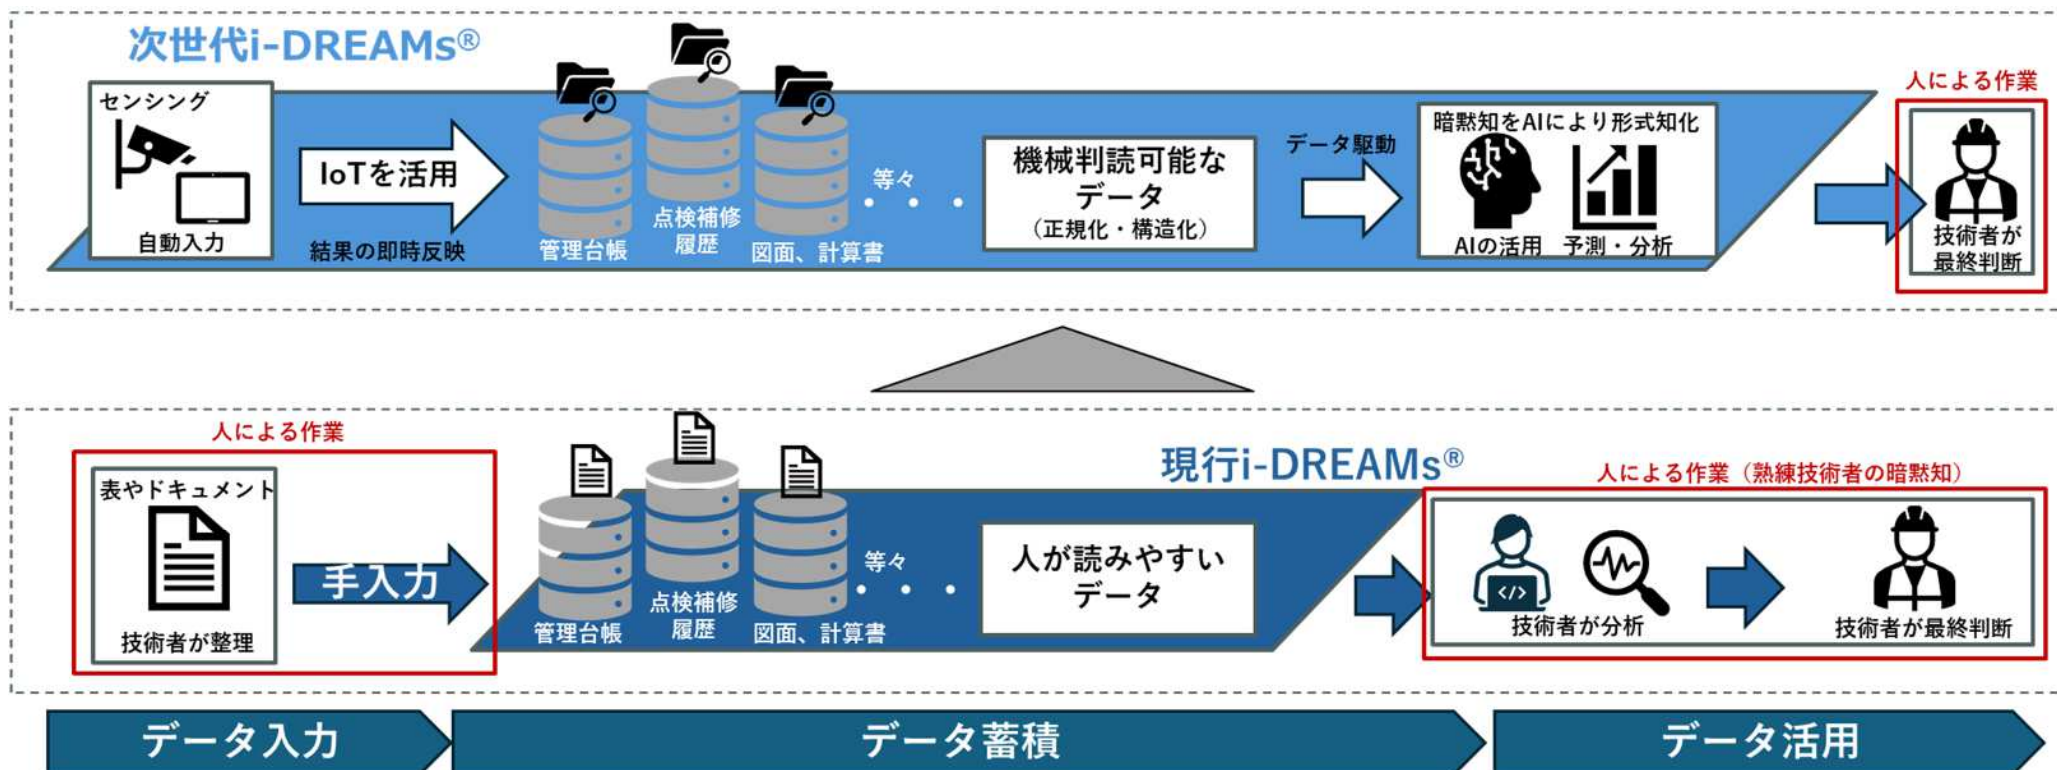 次世代i-DREAMs®
センシング
自動入力
IoTを活用
結果の即時反映
管理台帳
点検補修
履歴
図面、計算書
等々
・・・
機械判読可能な
データ
(正規化・構造化)
データ駆動
暗黙知をAIにより形式知化
AIの活用
予測・分析
人による作業
技術者が
最終判断
人による作業
表やドキュメント
技術者が整理
手入力
現行i-DREAMs®
管理台帳
点検補修
履歴
図面、計算書
等々
・・・
人が読みやすい
データ
人による作業（熟練技術者の暗黙知）
</>
技術者が分析
技術者が最終判断
データ入力
データ蓄積
データ活用